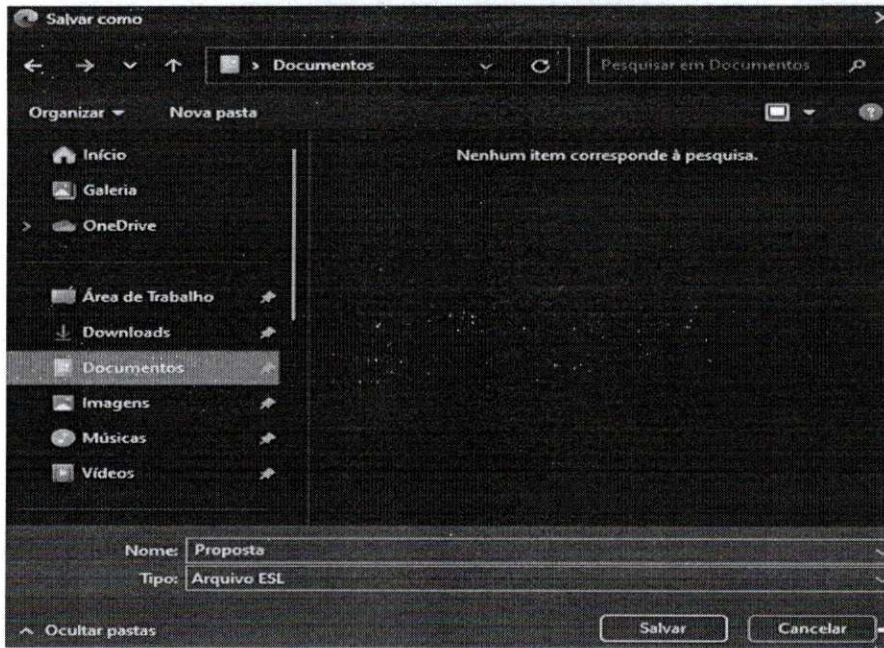 Salvar como
Documentos
Pesquisar em Documentos
Organizar
Nova pasta
Nenhum item corresponde à pesquisa.
Início
Galeria
OneDrive
Área de Trabalho
Downloads
Documentos
Imagens
Músicas
Vídeos
Nome: Proposta
Tipo: Arquivo ESL
Ocultar pastas
Salvar
Cancelar